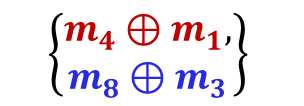 {m₄ ⊕ m₁,
m₈ ⊕ m₃}